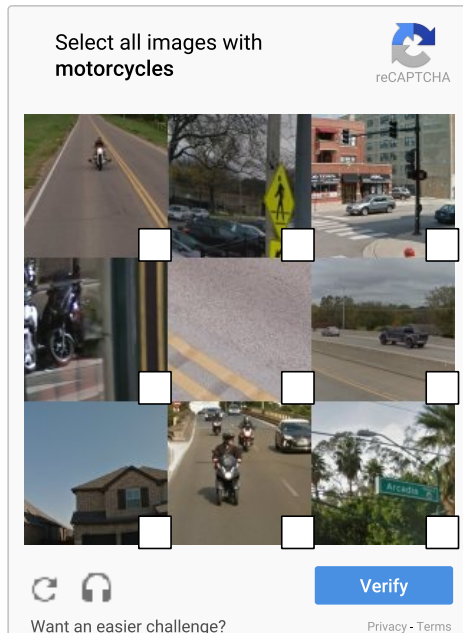 Select all images with
motorcycles
reCAPTCHA
Arcadia
Verify
Want an easier challenge?
Privacy - Terms